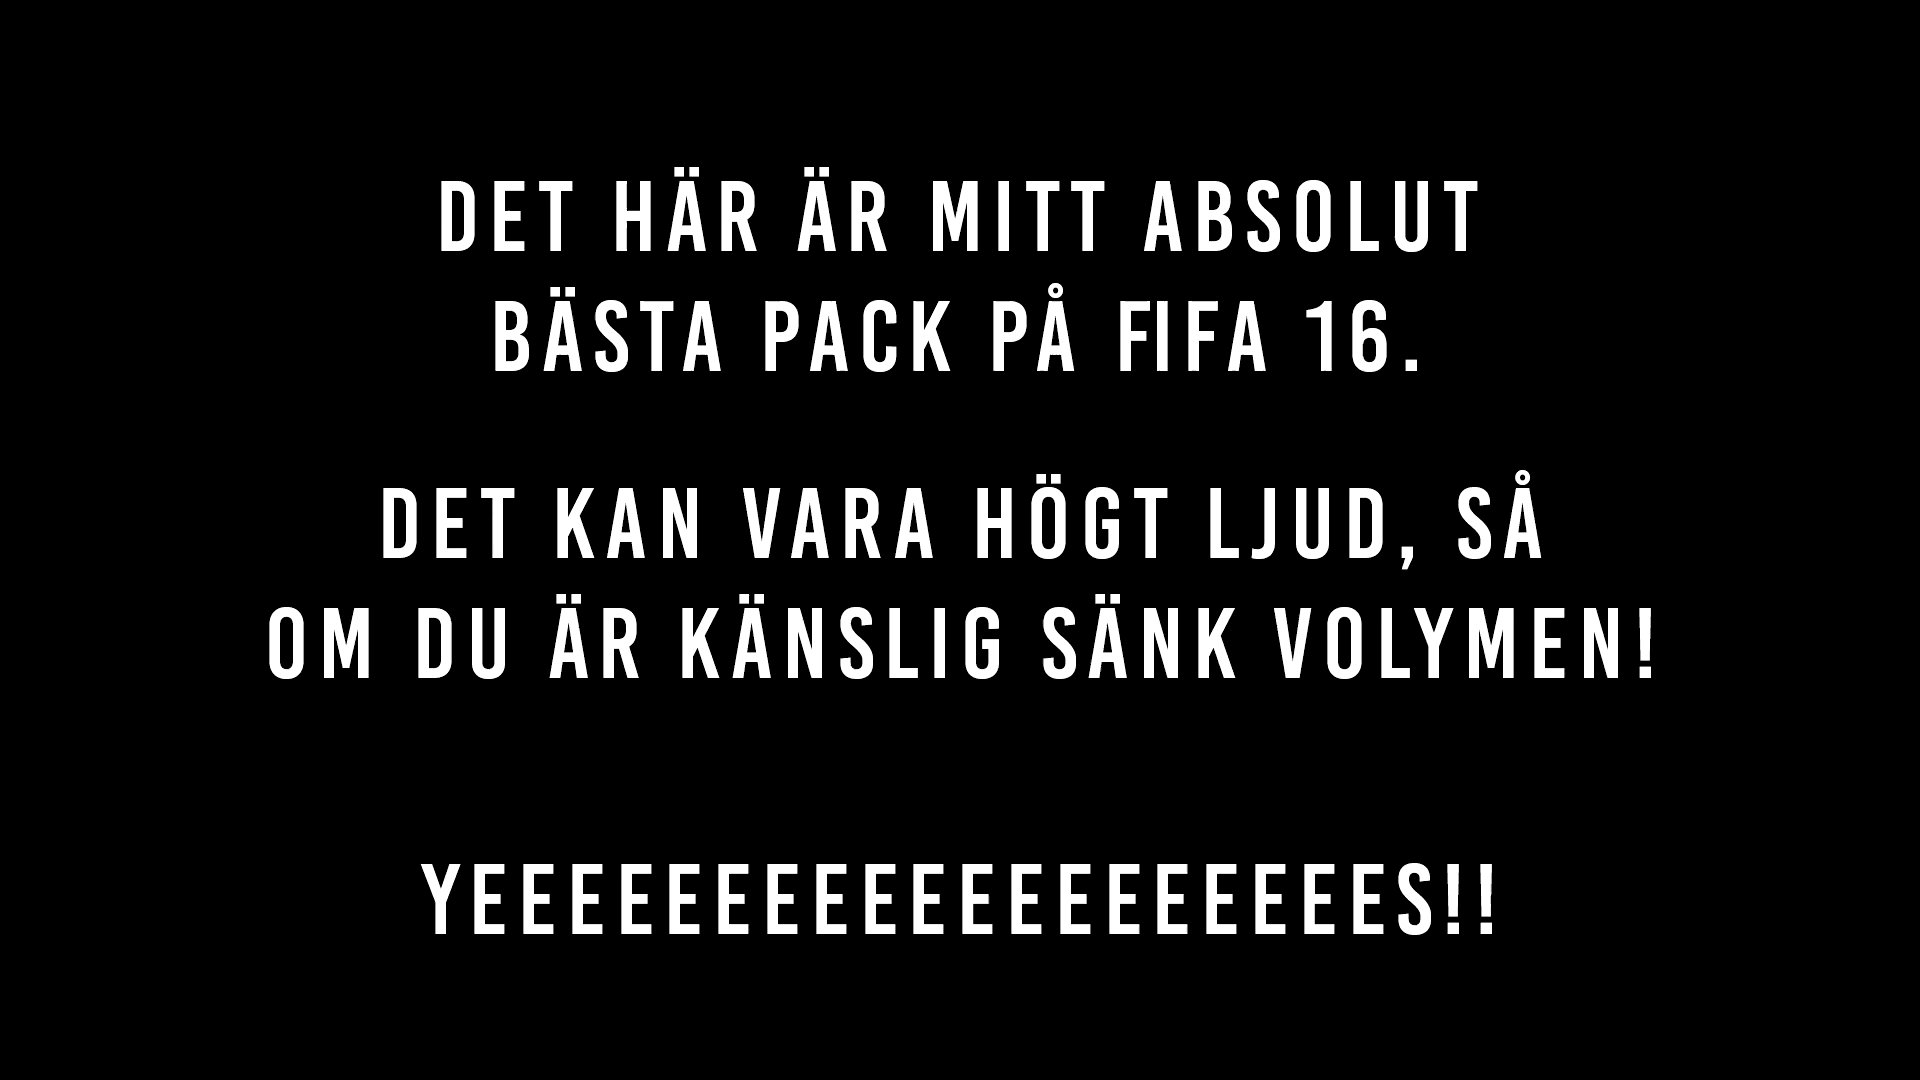 DET HÄR ÄR MITT ABSOLUT
BÄSTA PACK PÅ FIFA 16.
DET KAN VARA HÖGT LJUD, SÅ
OM DU ÄR KÄNSLIG SÄNK VOLYMEN!
YEEEEEEEEEEEEEEEEEEES!!